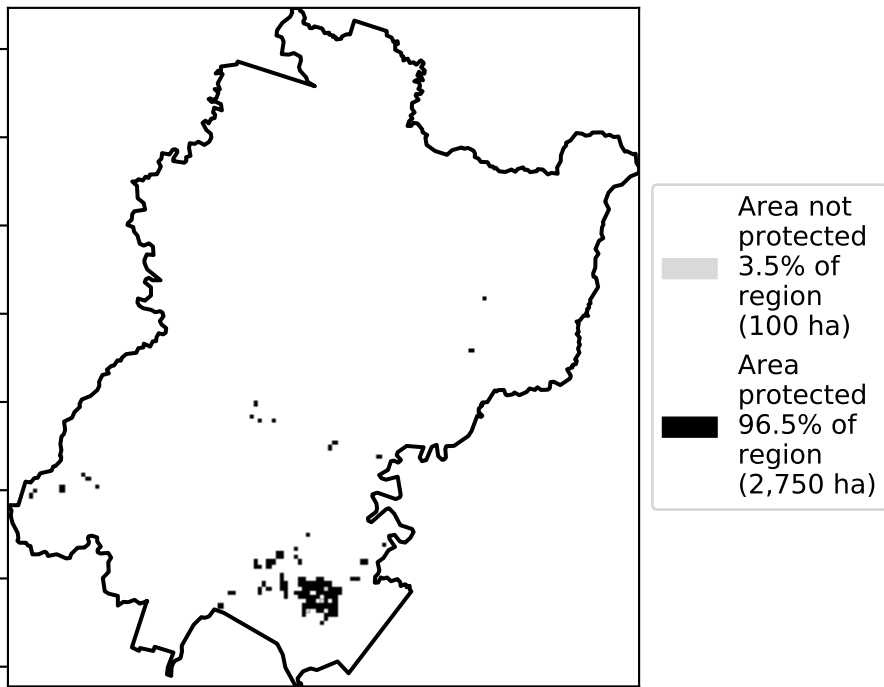 Area not
protected
3.5% of
region
(100 ha)
Area
protected
96.5% of
region
(2,750 ha)